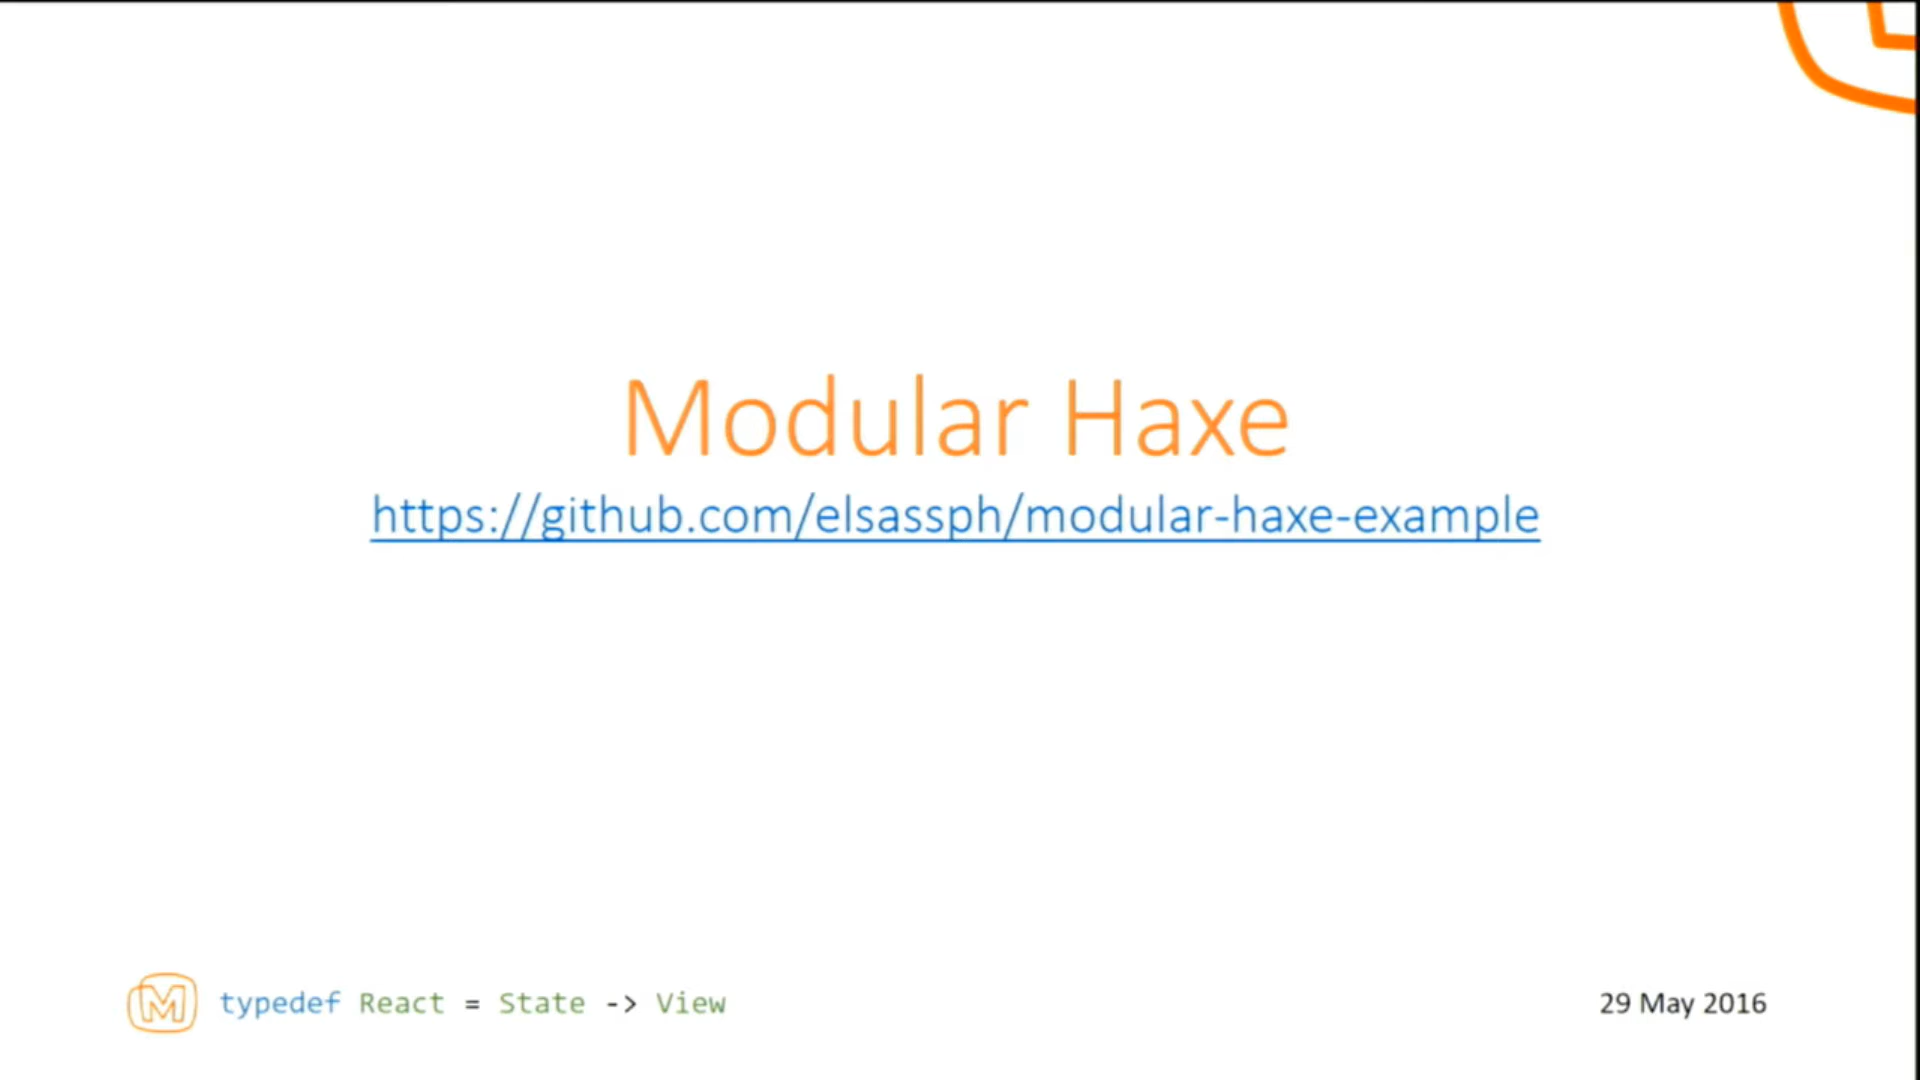 Modular Haxe
https://github.com/elsassph/modular-haxe-example
M typedef React = State -> View
29 May 2016